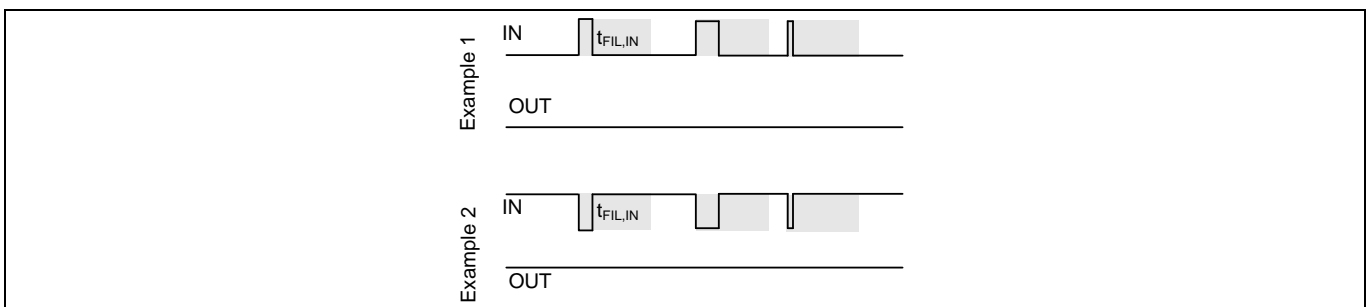 Example 1
IN
tFIL,IN
OUT
Example 2
IN
tFIL,IN
OUT